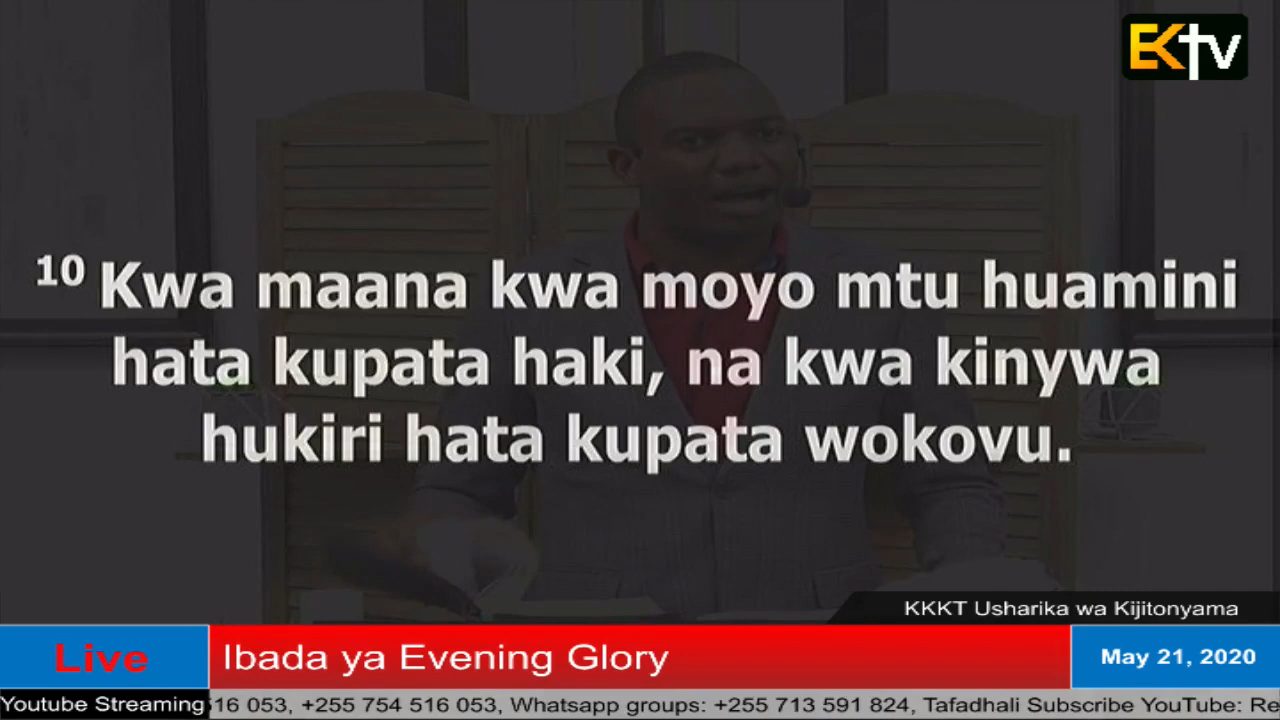 EKtv
10 Kwa maana kwa moyo mtu huamini
hata kupata haki, na kwa kinywa
hukiri hata kupata wokovu.
KKKT Usharika wa Kijitonyama
Live
Ibada ya Evening Glory
May 21, 2020
Youtube Streaming
516 053, +255 754 516 053, Whatsapp groups: +255 713 591 824, Tafadhali Subscribe YouTube: Re